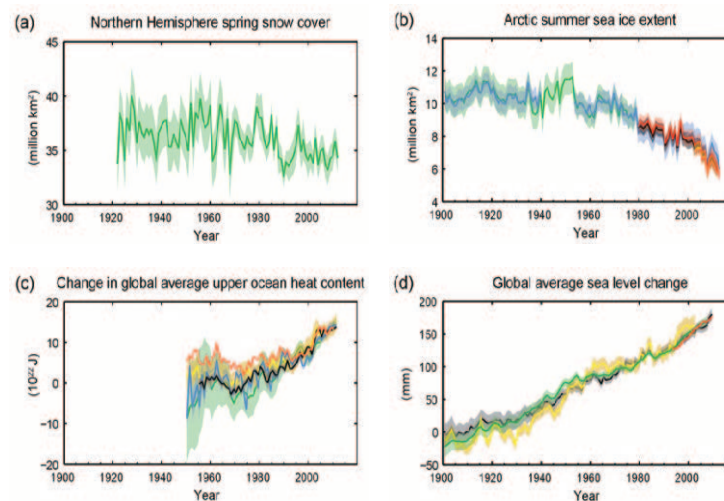 (a) Northern Hemisphere spring snow cover
45
40
35
30
(million km²)
1900 1920 1940 1960 1980 2000
Year
(b) Arctic summer sea ice extent
14
12
10
8
6
4
(million km²)
1900 1920 1940 1960 1980 2000
Year
(c) Change in global average upper ocean heat content
20
10
0
−10
−20
(10²² J)
1900 1920 1940 1960 1980 2000
Year
(d) Global average sea level change
200
150
100
50
0
−50
(mm)
1900 1920 1940 1960 1980 2000
Year